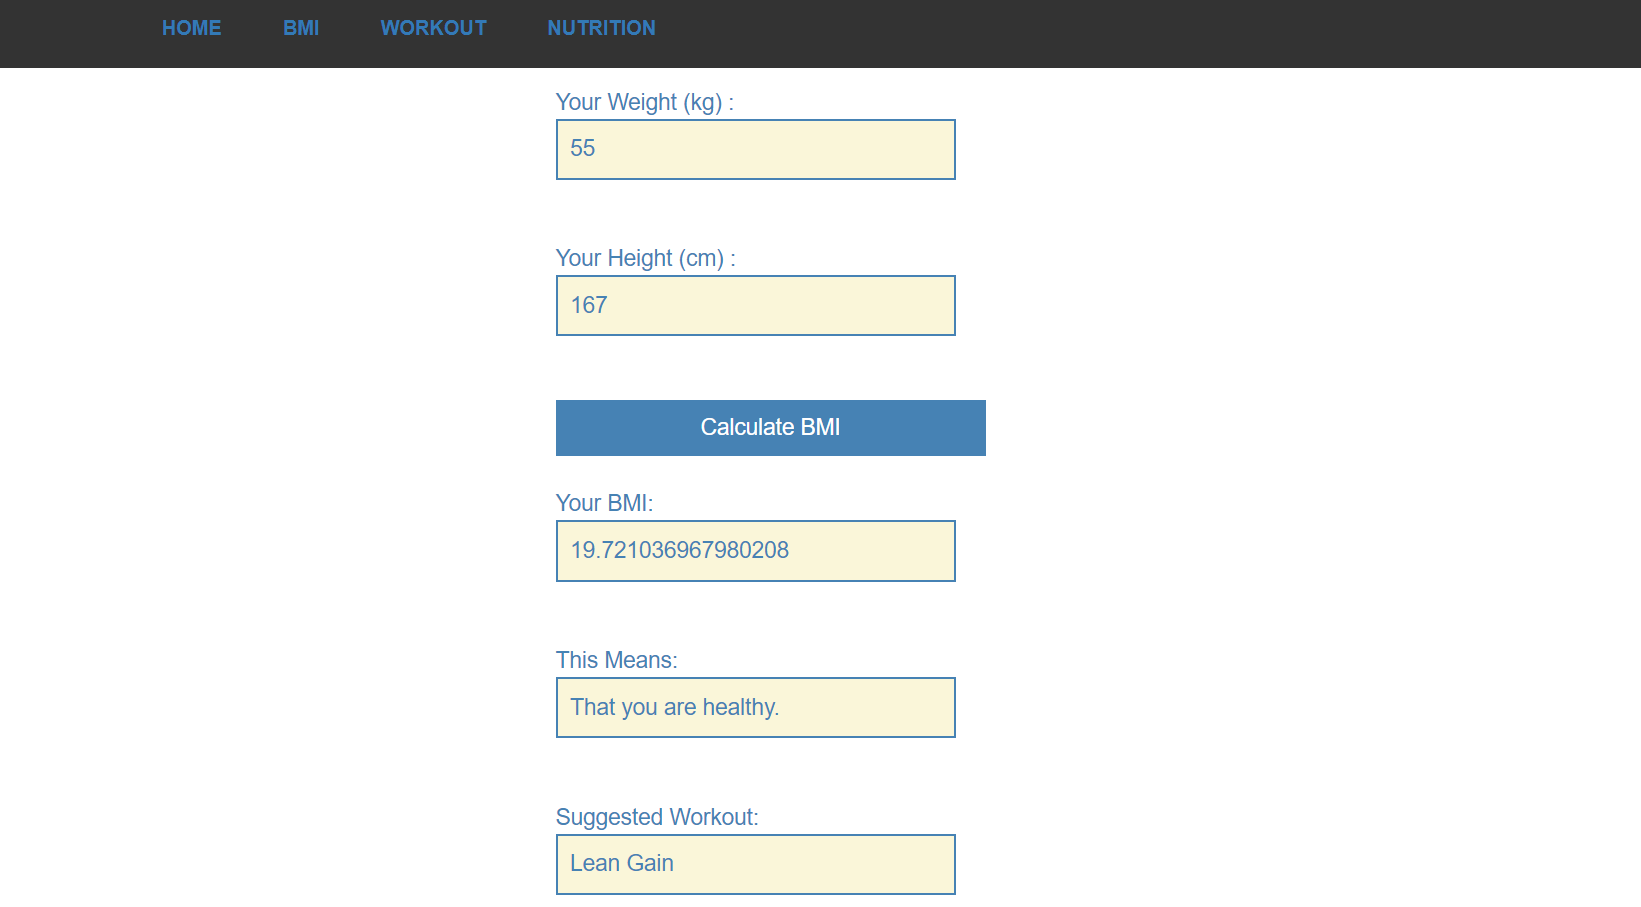 HOME BMI WORKOUT NUTRITION
Your Weight (kg) :
55
Your Height (cm) :
167
Calculate BMI
Your BMI:
19.721036967980208
This Means:
That you are healthy.
Suggested Workout:
Lean Gain